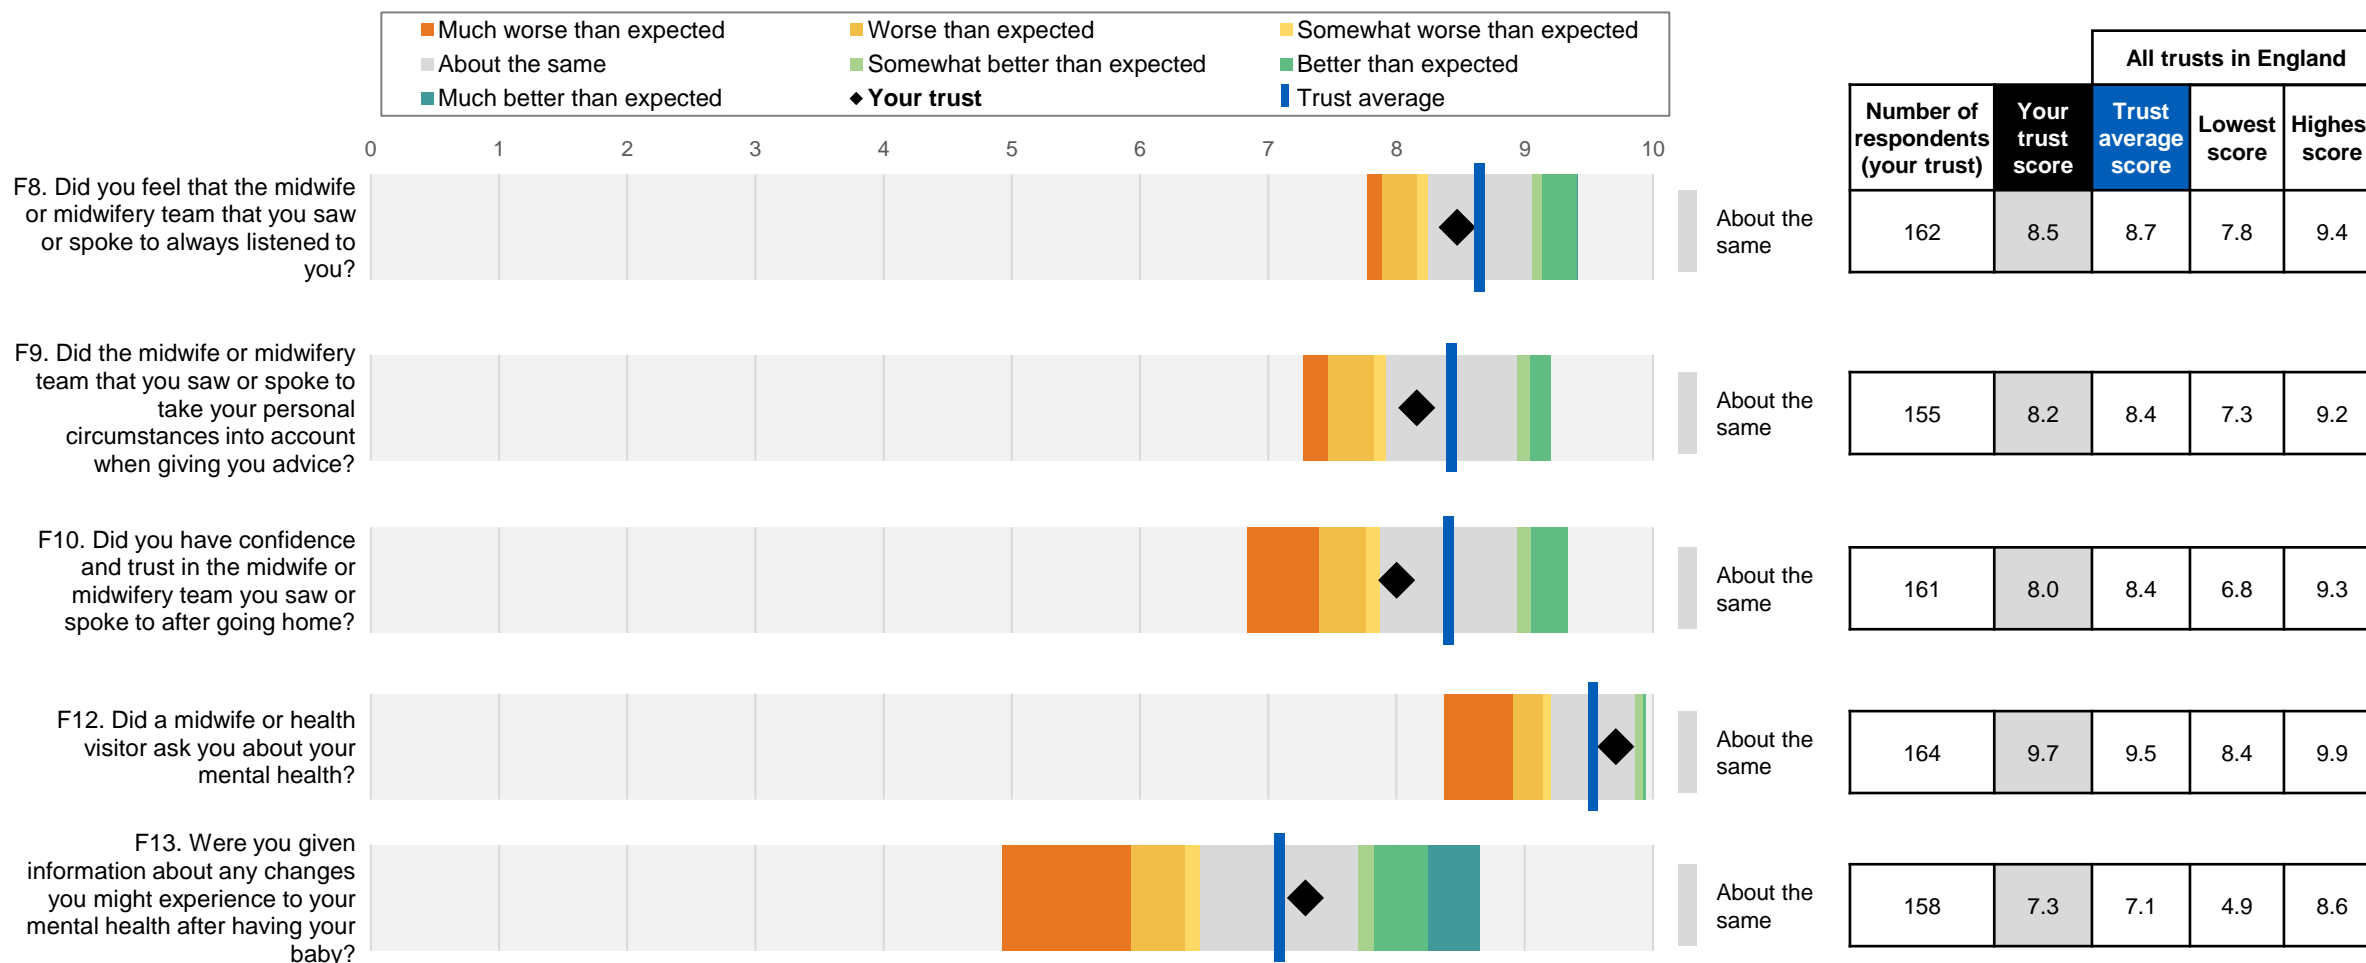 Much worse than expected
Worse than expected
Somewhat worse than expected
About the same
Somewhat better than expected
Better than expected
Much better than expected
Your trust
Trust average
All trusts in England
Number of
respondents
(your trust)
Your
trust
score
Trust
average
score
Lowest
score
Highes
score
0 1 2 3 4 5 6 7 8 9 10
F8. Did you feel that the midwife
or midwifery team that you saw
or spoke to always listened to
you?
About the
same
162 8.5 8.7 7.8 9.4
F9. Did the midwife or midwifery
team that you saw or spoke to
take your personal
circumstances into account
when giving you advice?
About the
same
155 8.2 8.4 7.3 9.2
F10. Did you have confidence
and trust in the midwife or
midwifery team you saw or
spoke to after going home?
About the
same
161 8.0 8.4 6.8 9.3
F12. Did a midwife or health
visitor ask you about your
mental health?
About the
same
164 9.7 9.5 8.4 9.9
F13. Were you given
information about any changes
you might experience to your
mental health after having your
baby?
About the
same
158 7.3 7.1 4.9 8.6